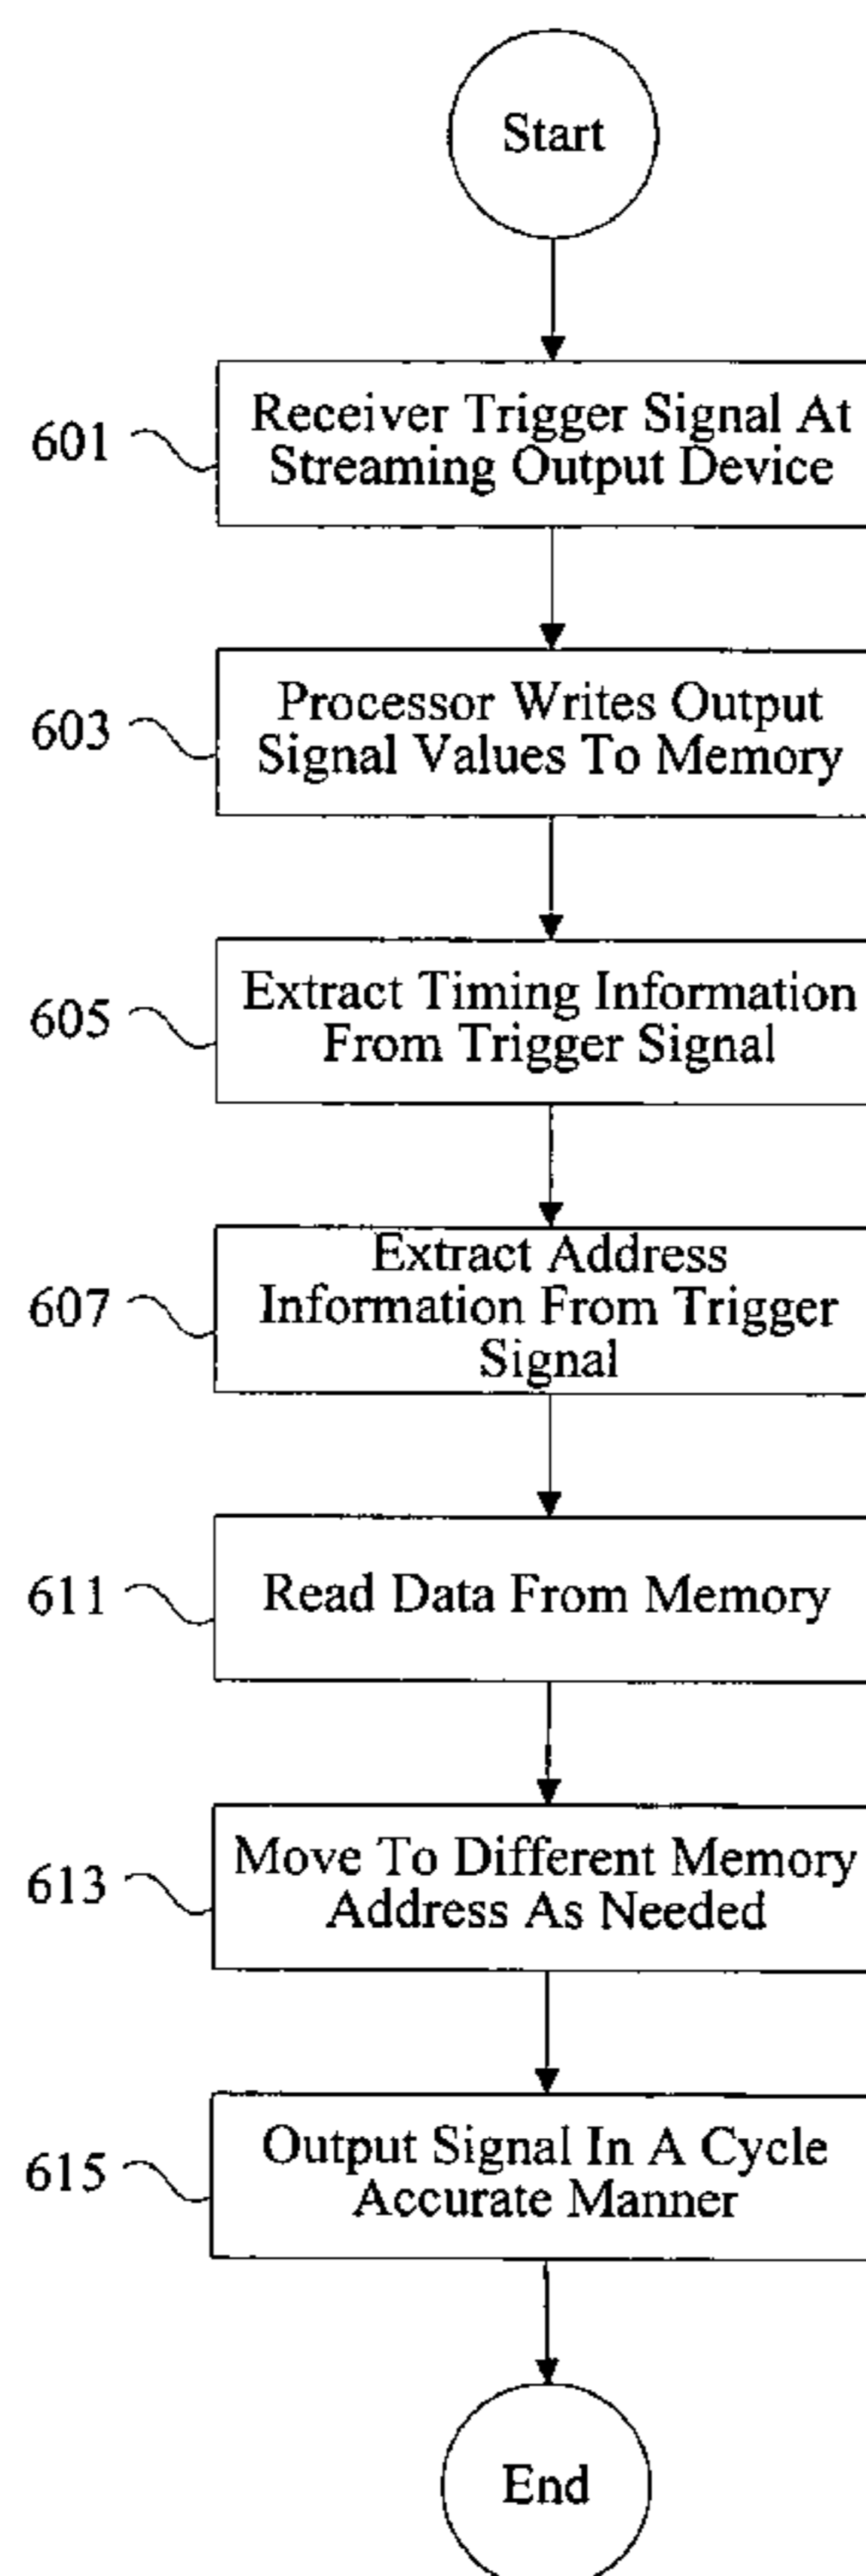 Start
601
Receiver Trigger Signal At
Streaming Output Device
603
Processor Writes Output
Signal Values To Memory
605
Extract Timing Information
From Trigger Signal
607
Extract Address
Information From Trigger
Signal
611
Read Data From Memory
613
Move To Different Memory
Address As Needed
615
Output Signal In A Cycle
Accurate Manner
End